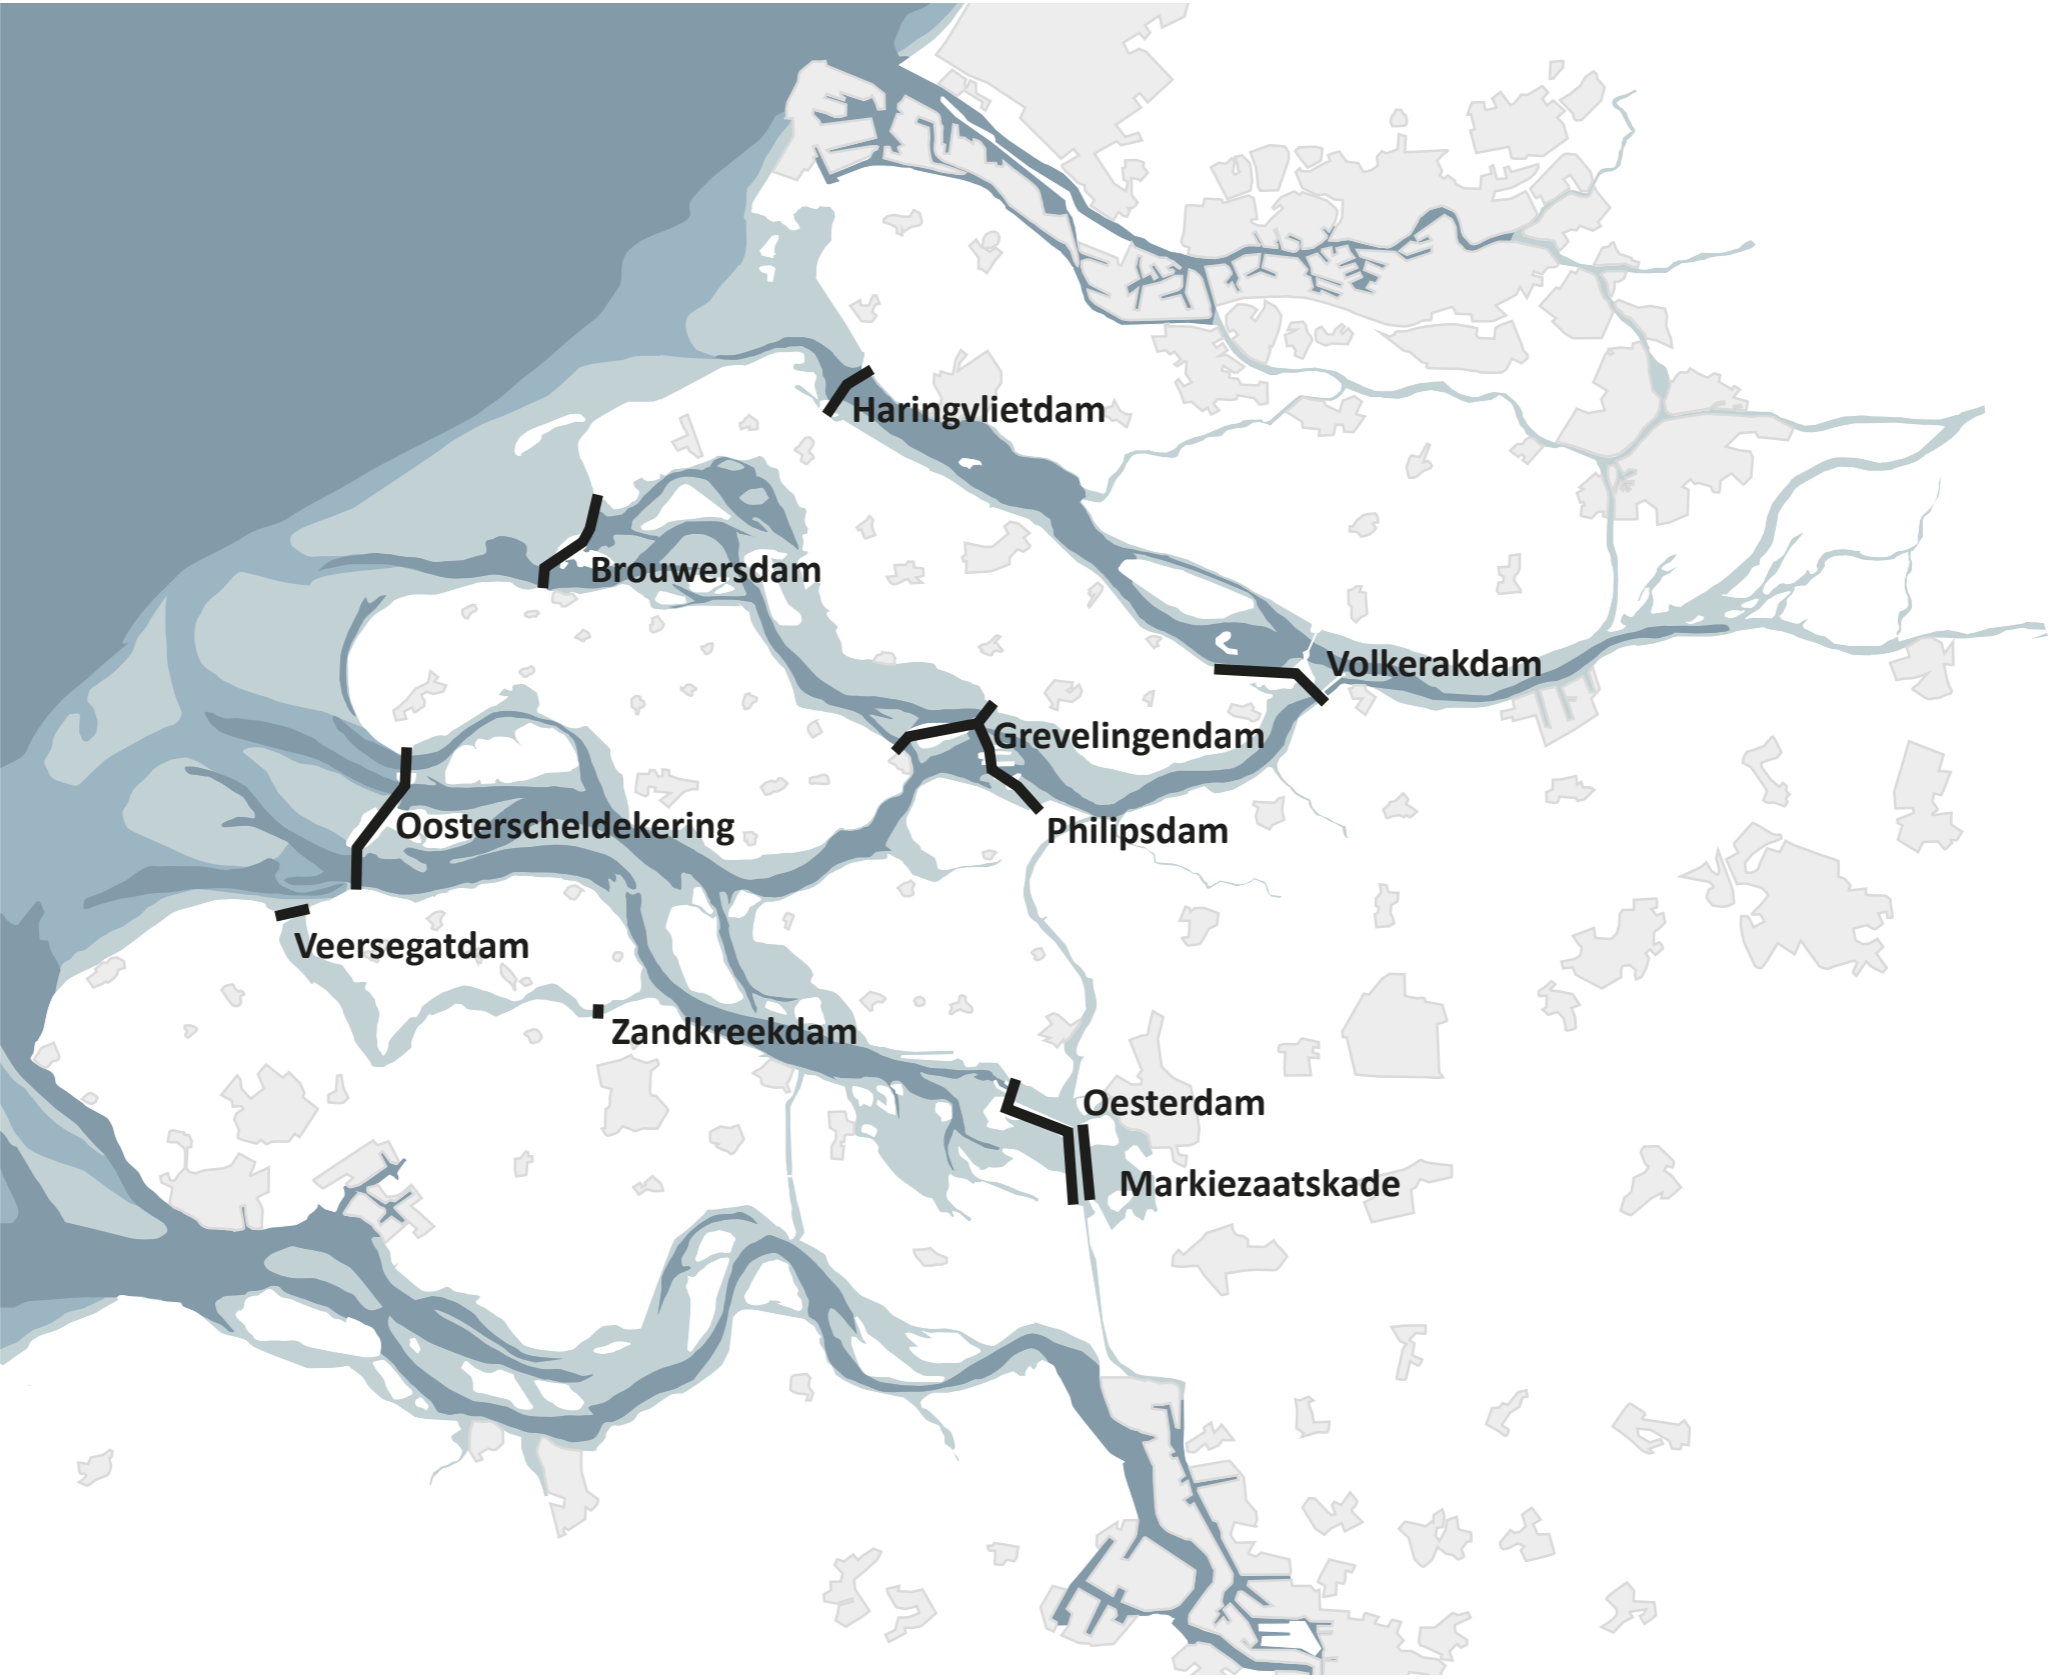 Haringvlietdam
Brouwersdam
Volkerakdam
Grevelingendam
Oosterscheldekering
Philipsdam
Veersegatdam
Zandkreekdam
Oesterdam
Markiezaatskade